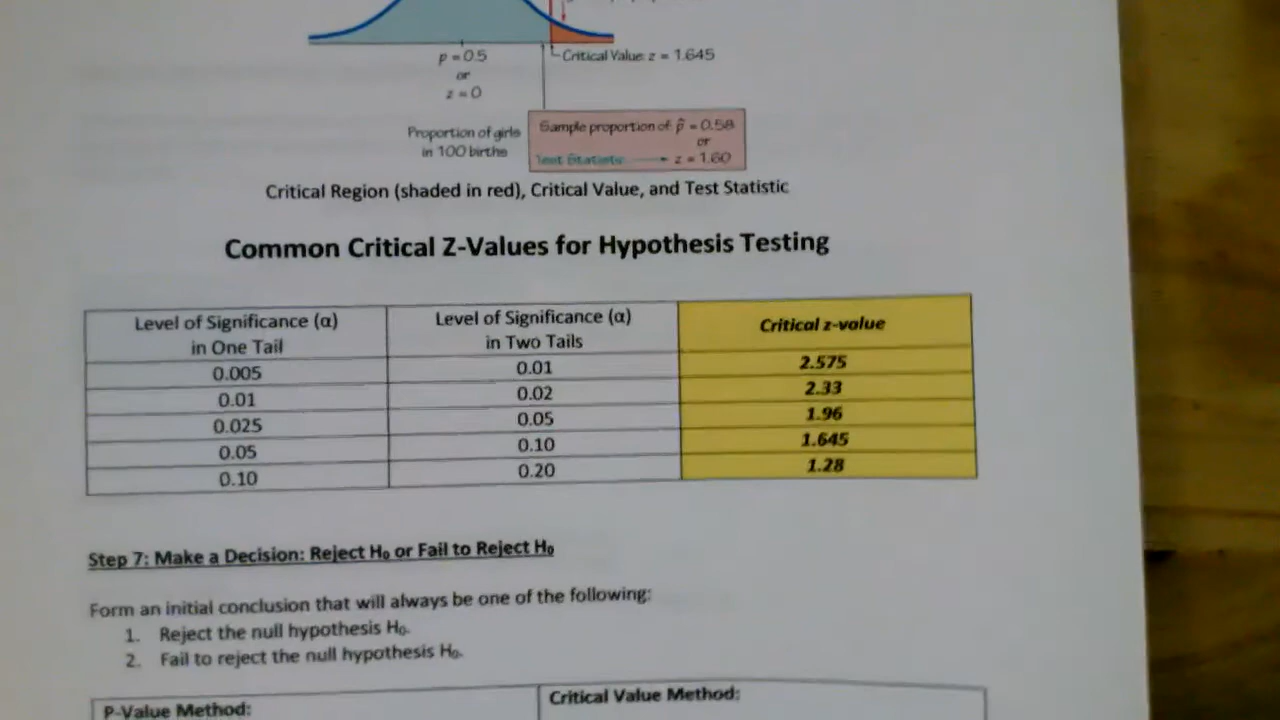 p = 0.5
or
z = 0
Critical Value: z = 1.645
Proportion of girls
in 100 births
Sample proportion of: p̂ = 0.58
or
Test Statistic z = 1.60
Critical Region (shaded in red), Critical Value, and Test Statistic
Common Critical Z-Values for Hypothesis Testing
Level of Significance (α)
in One Tail
Level of Significance (α)
in Two Tails
Critical z-value
0.005 0.01 2.575
0.01 0.02 2.33
0.025 0.05 1.96
0.05 0.10 1.645
0.10 0.20 1.28
Step 7: Make a Decision: Reject H₀ or Fail to Reject H₀
Form an initial conclusion that will always be one of the following:
1. Reject the null hypothesis H₀.
2. Fail to reject the null hypothesis H₀.
P-Value Method:
Critical Value Method: